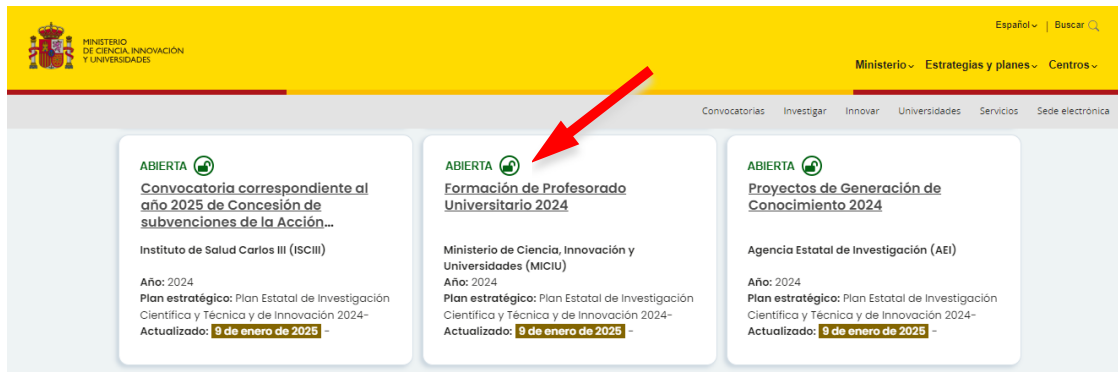 Español | Buscar
MINISTERIO
DE CIENCIA, INNOVACIÓN
Y UNIVERSIDADES
Ministerio Estrategias y planes Centros
Convocatorias Investigar Innovar Universidades Servicios Sede electrónica
ABIERTA
Convocatoria correspondiente al
año 2025 de Concesión de
subvenciones de la Acción...
Instituto de Salud Carlos III (ISCIII)
Año: 2024
Plan estratégico: Plan Estatal de Investigación
Científica y Técnica y de Innovación 2024-
Actualizado: 9 de enero de 2025 -
ABIERTA
Formación de Profesorado
Universitario 2024
Ministerio de Ciencia, Innovación y
Universidades (MICIU)
Año: 2024
Plan estratégico: Plan Estatal de Investigación
Científica y Técnica y de Innovación 2024-
Actualizado: 9 de enero de 2025 -
ABIERTA
Proyectos de Generación de
Conocimiento 2024
Agencia Estatal de Investigación (AEI)
Año: 2024
Plan estratégico: Plan Estatal de Investigación
Científica y Técnica y de Innovación 2024-
Actualizado: 9 de enero de 2025 -